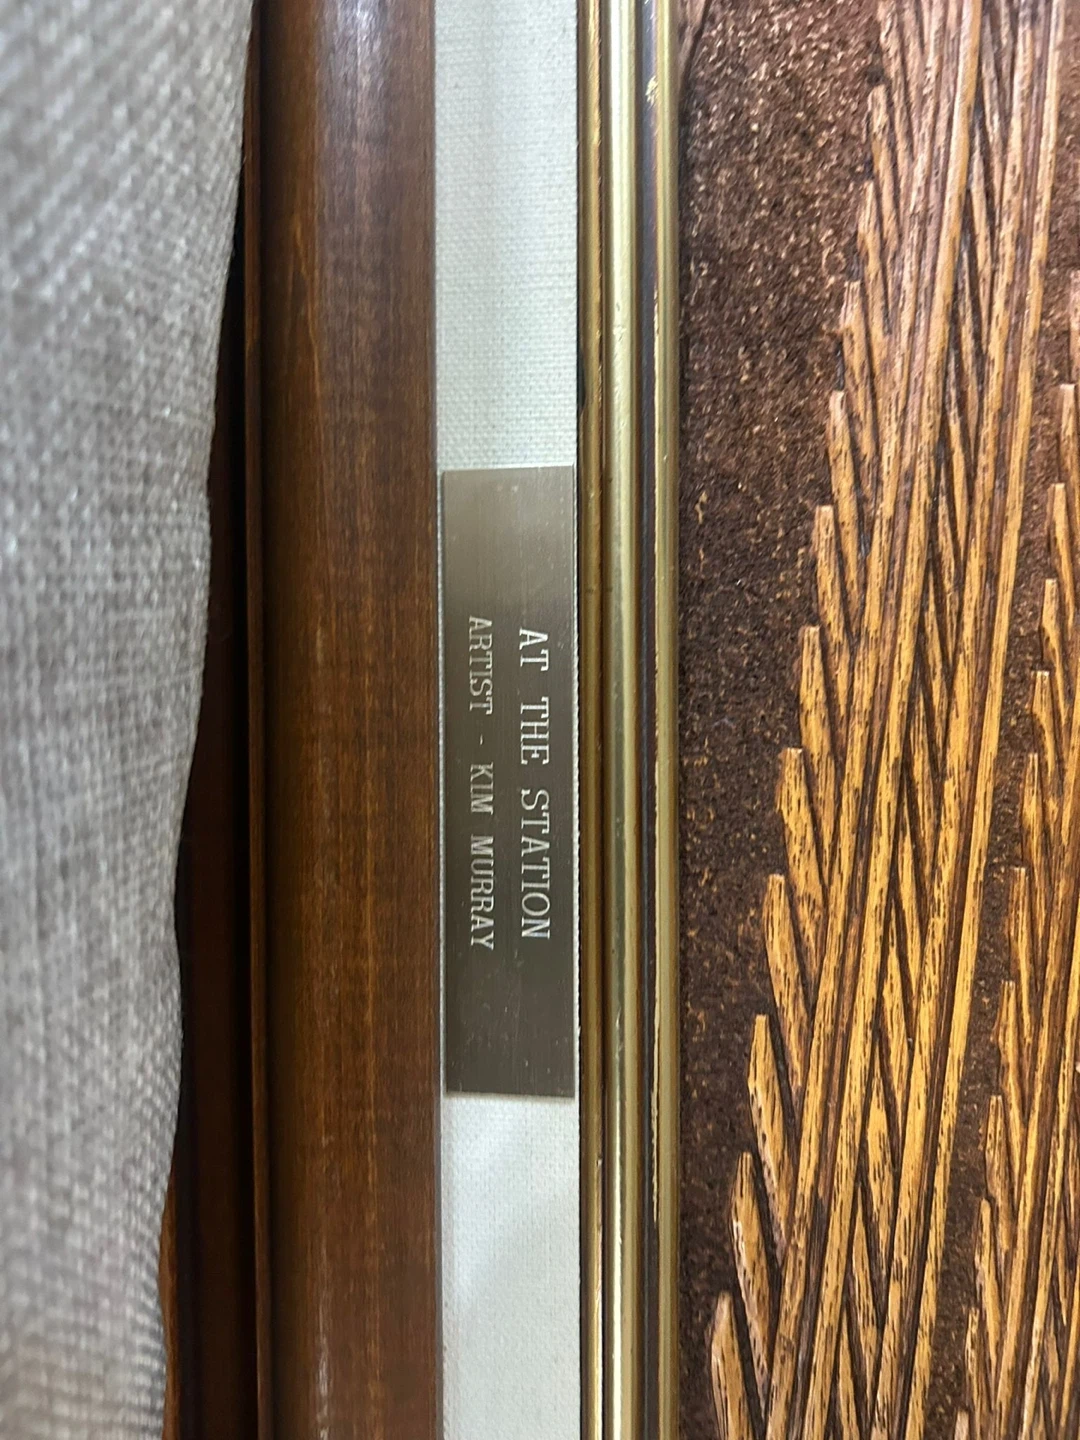 AT THE STATION
ARTIST - KIM MURRAY